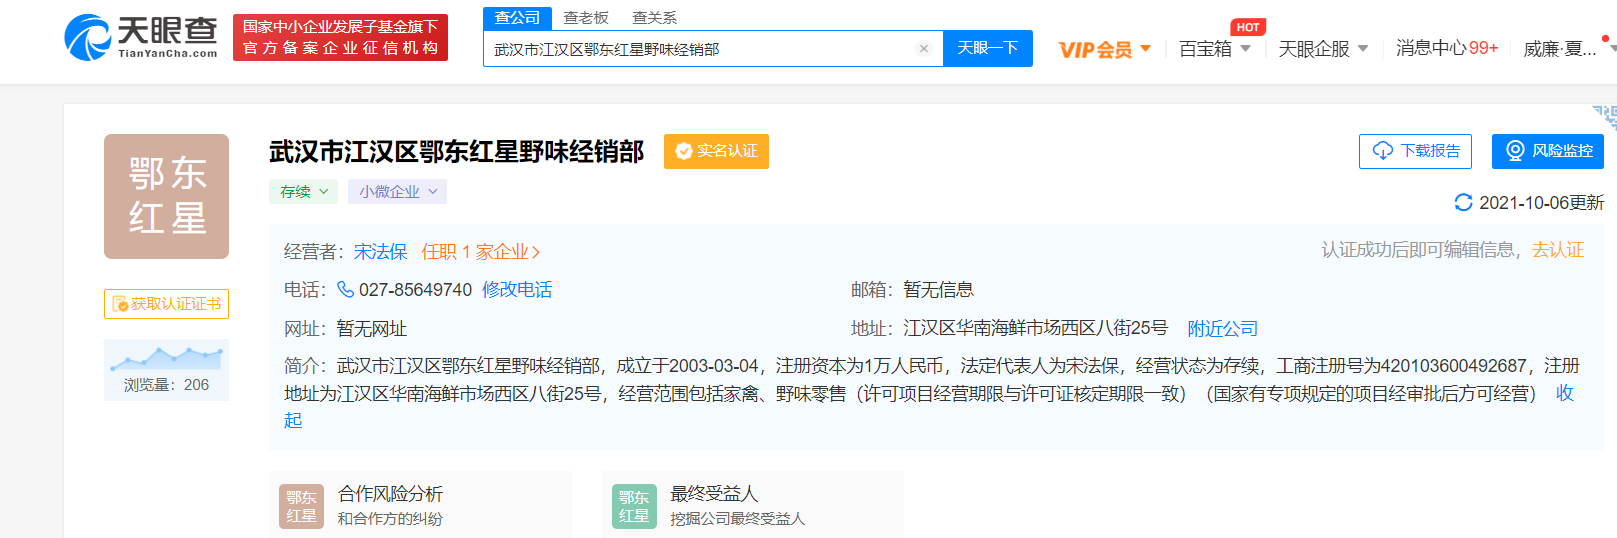 天眼查
TianYanCha.com
国家中小企业发展子基金旗下
官方备案企业征信机构
查公司 查老板 查关系
武汉市江汉区鄂东红星野味经销部 × 天眼一下
VIP会员 百宝箱 HOT 天眼企服 消息中心 99+ 威廉·夏...
鄂东
红星
武汉市江汉区鄂东红星野味经销部 实名认证
下载报告 风险监控
存续 小微企业
2021-10-06更新
经营者：宋法保 任职 1 家企业>
认证成功后即可编辑信息，去认证
电话：027-85649740 修改电话 邮箱：暂无信息
获取认证证书
网址：暂无网址 地址：江汉区华南海鲜市场西区八街25号 附近公司
简介：武汉市江汉区鄂东红星野味经销部，成立于2003-03-04，注册资本为1万人民币，法定代表人为宋法保，经营状态为存续，工商注册号为420103600492687，注册
地址为江汉区华南海鲜市场西区八街25号，经营范围包括家禽、野味零售（许可项目经营期限与许可证核定期限一致）（国家有专项规定的项目经审批后方可经营） 收
起
浏览量：206
鄂东
红星
合作风险分析
和合作方的纠纷
鄂东
红星
最终受益人
挖掘公司最终受益人